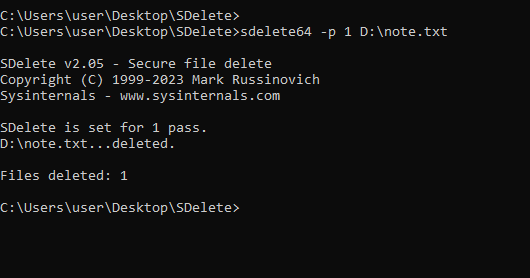 C:\Users\user\Desktop\SDelete>
C:\Users\user\Desktop\SDelete>sdelete64 -p 1 D:\note.txt
SDelete v2.05 - Secure file delete
Copyright (C) 1999-2023 Mark Russinovich
Sysinternals - www.sysinternals.com
SDelete is set for 1 pass.
D:\note.txt...deleted.
Files deleted: 1
C:\Users\user\Desktop\SDelete>